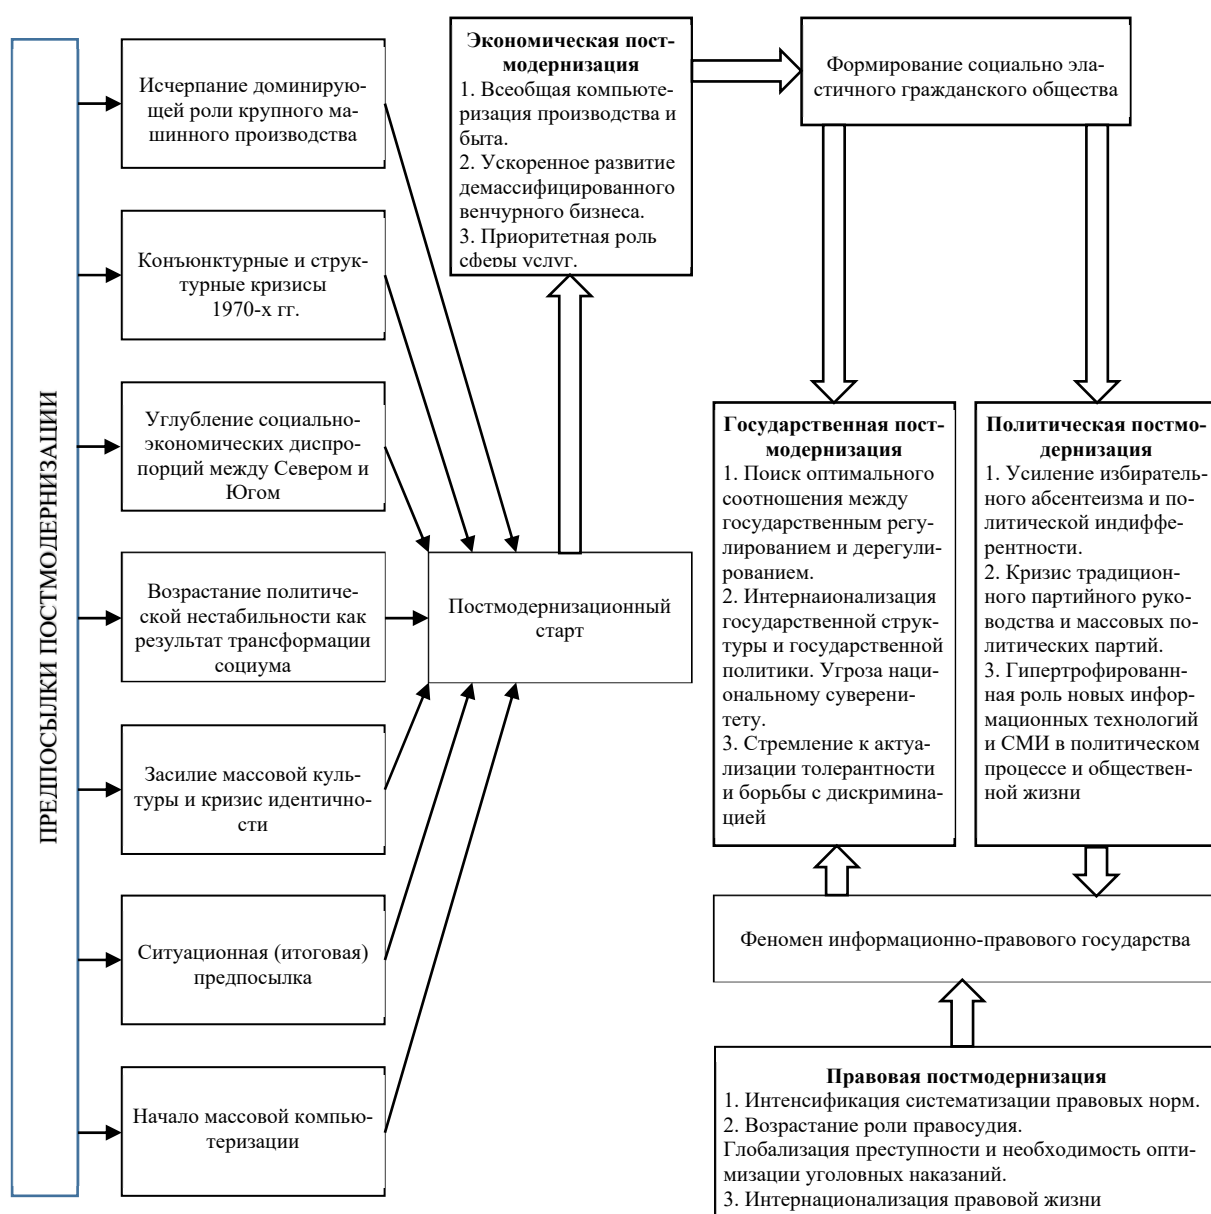 ПРЕДПОСЫЛКИ ПОСТМОДЕРНИЗАЦИИ
Исчерпание доминирую-
щей роли крупного ма-
шинного производства
Конъюнктурные и струк-
турные кризисы
1970-х гг.
Углубление социально-
экономических диспро-
порций между Севером и
Югом
Возрастание политиче-
ской нестабильности как
результат трансформации
социума
Засилие массовой куль-
туры и кризис идентично-
сти
Ситуационная (итоговая)
предпосылка
Начало массовой компью-
теризации
Постмодернизационный
старт
Экономическая пост-
модернизация
1. Всеобщая компьюте-
ризация производства и
быта.
2. Ускоренное развитие
демассифицированного
венчурного бизнеса.
3. Приоритетная роль
сферы услуг.
Формирование социально эла-
стичного гражданского общества
Государственная пост-
модернизация
1. Поиск оптимального
соотношения между
государственным регу-
лированием и дерегули-
рованием.
2. Интернаионализация
государственной струк-
туры и государственной
политики. Угроза наци-
ональному суверени-
тету.
3. Стремление к актуа-
лизации толерантности
и борьбы с дискримина-
цией
Политическая постмо-
дернизация
1. Усиление избиратель-
ного абсентеизма и по-
литической индиффе-
рентности.
2. Кризис традицион-
ного партийного руко-
водства и массовых по-
литических партий.
3. Гипертрофированн-
ная роль новых инфор-
мационных технологий
и СМИ в политическом
процессе и обществен-
ной жизни
Феномен информационно-правового государства
Правовая постмодернизация
1. Интенсификация систематизации правовых норм.
2. Возрастание роли правосудия.
Глобализация преступности и необходимость опти-
мизации уголовных наказаний.
3. Интернационализация правовой жизни